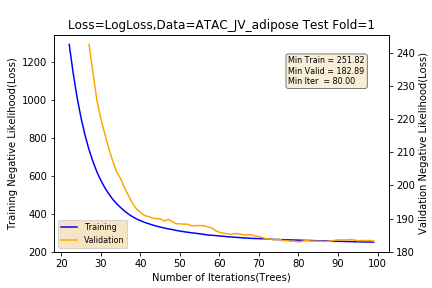 Loss=LogLoss,Data=ATAC_JV_adipose Test Fold=1
Training Negative Likelihood(Loss)
1200
1000
800
600
400
200
Min Train = 251.82
Min Valid = 182.89
Min Iter  = 80.00
240
230
220
210
200
190
180
Validation Negative Likelihood(Loss)
Training
Validation
20 30 40 50 60 70 80 90 100
Number of Iterations(Trees)